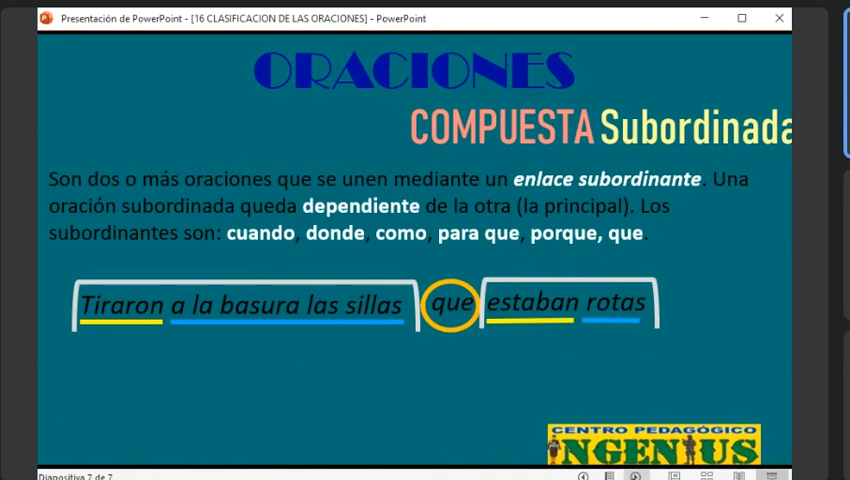 Presentación de PowerPoint - [16 CLASIFICACION DE LAS ORACIONES] - PowerPoint
ORACIONES
COMPUESTA Subordinada
Son dos o más oraciones que se unen mediante un enlace subordinante. Una
oración subordinada queda dependiente de la otra (la principal). Los
subordinantes son: cuando, donde, como, para que, porque, que.
Tiraron a la basura las sillas que estaban rotas
CENTRO PEDAGÓGICO
INGENIUS
Diapositiva 7 de 7